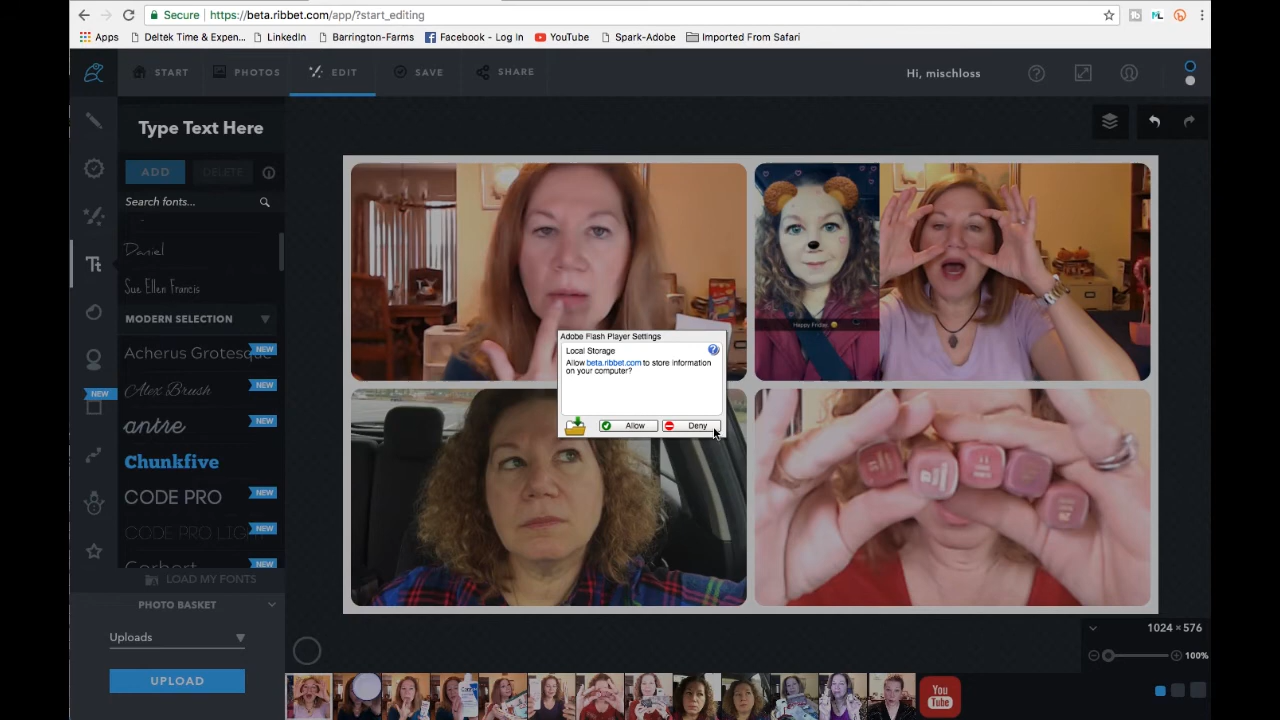 Secure https://beta.ribbet.com/app/?start_editing
Apps Deltek Time & Expen... LinkedIn Barrington-Farms Facebook - Log In YouTube Spark-Adobe Imported From Safari
START PHOTOS EDIT SAVE SHARE Hi, mischloss
Type Text Here
ADD DELETE
Search fonts...
Daniel
Sue Ellen Francis
MODERN SELECTION
Acherus Grotesque NEW
Alex Brush NEW
NEW
antre NEW
Chunkfive
CODE PRO NEW
CODE PRO LIGH NEW
Corbert NEW
LOAD MY FONTS
PHOTO BASKET
Uploads
UPLOAD
Happy Friday
Adobe Flash Player Settings
Local Storage
Allow beta.ribbet.com to store information
on your computer?
Allow Deny
1024 × 576
100%
You
Tube